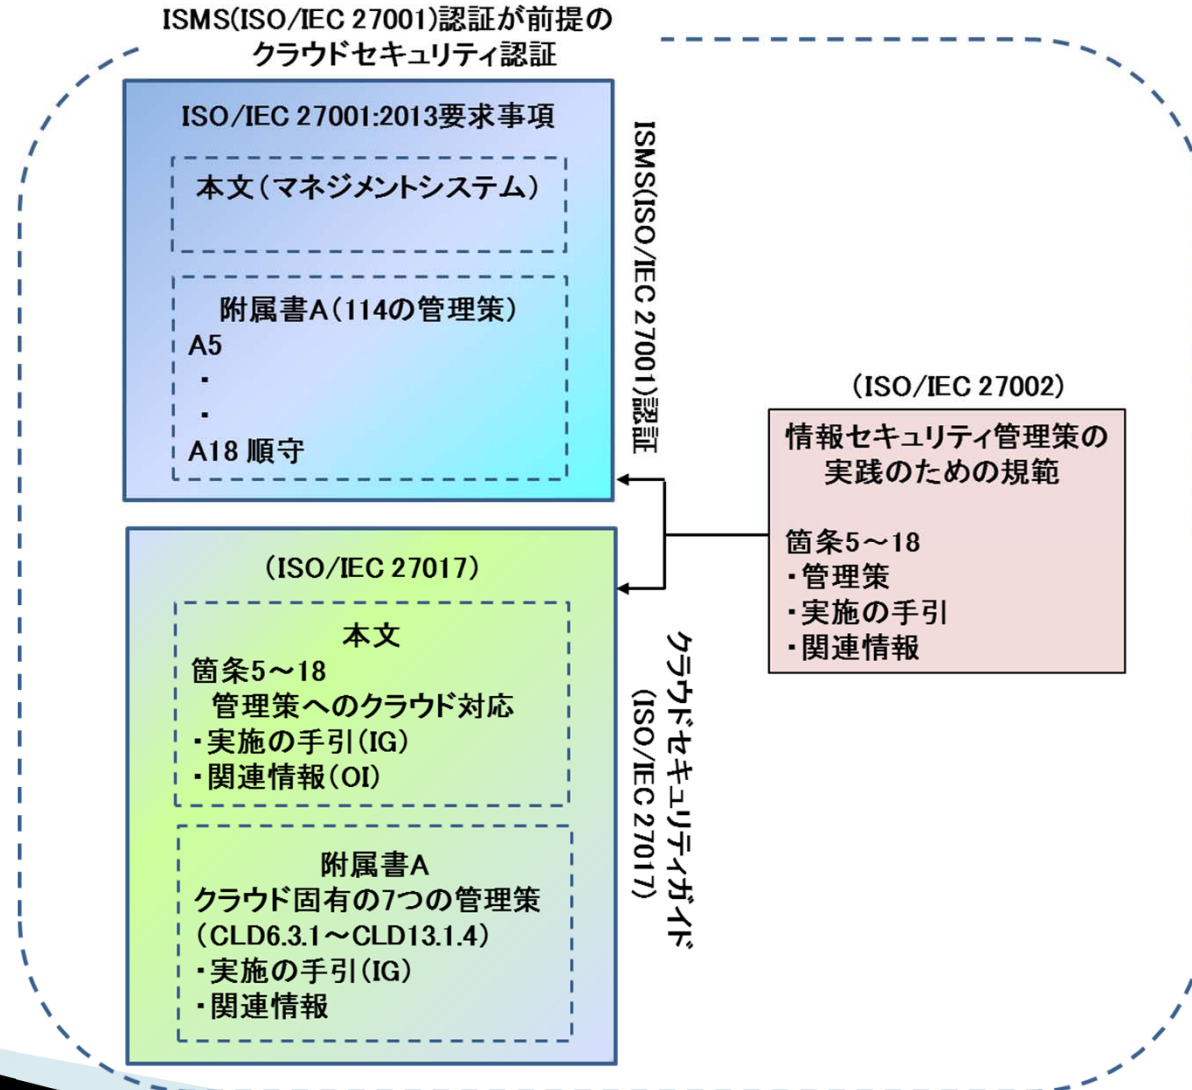 ISMS(ISO/IEC 27001)認証が前提の
クラウドセキュリティ認証
ISO/IEC 27001:2013要求事項
本文(マネジメントシステム)
附属書A(114の管理策)
A5
・
・
A18 順守
ISMS(ISO/IEC 27001)認証
(ISO/IEC 27002)
情報セキュリティ管理策の
実践のための規範
箇条5～18
・管理策
・実施の手引
・関連情報
(ISO/IEC 27017)
本文
箇条5～18
管理策へのクラウド対応
・実施の手引(IG)
・関連情報(OI)
附属書A
クラウド固有の7つの管理策
(CLD6.3.1～CLD13.1.4)
・実施の手引(IG)
・関連情報
クラウドセキュリティガイド
(ISO/IEC 27017)